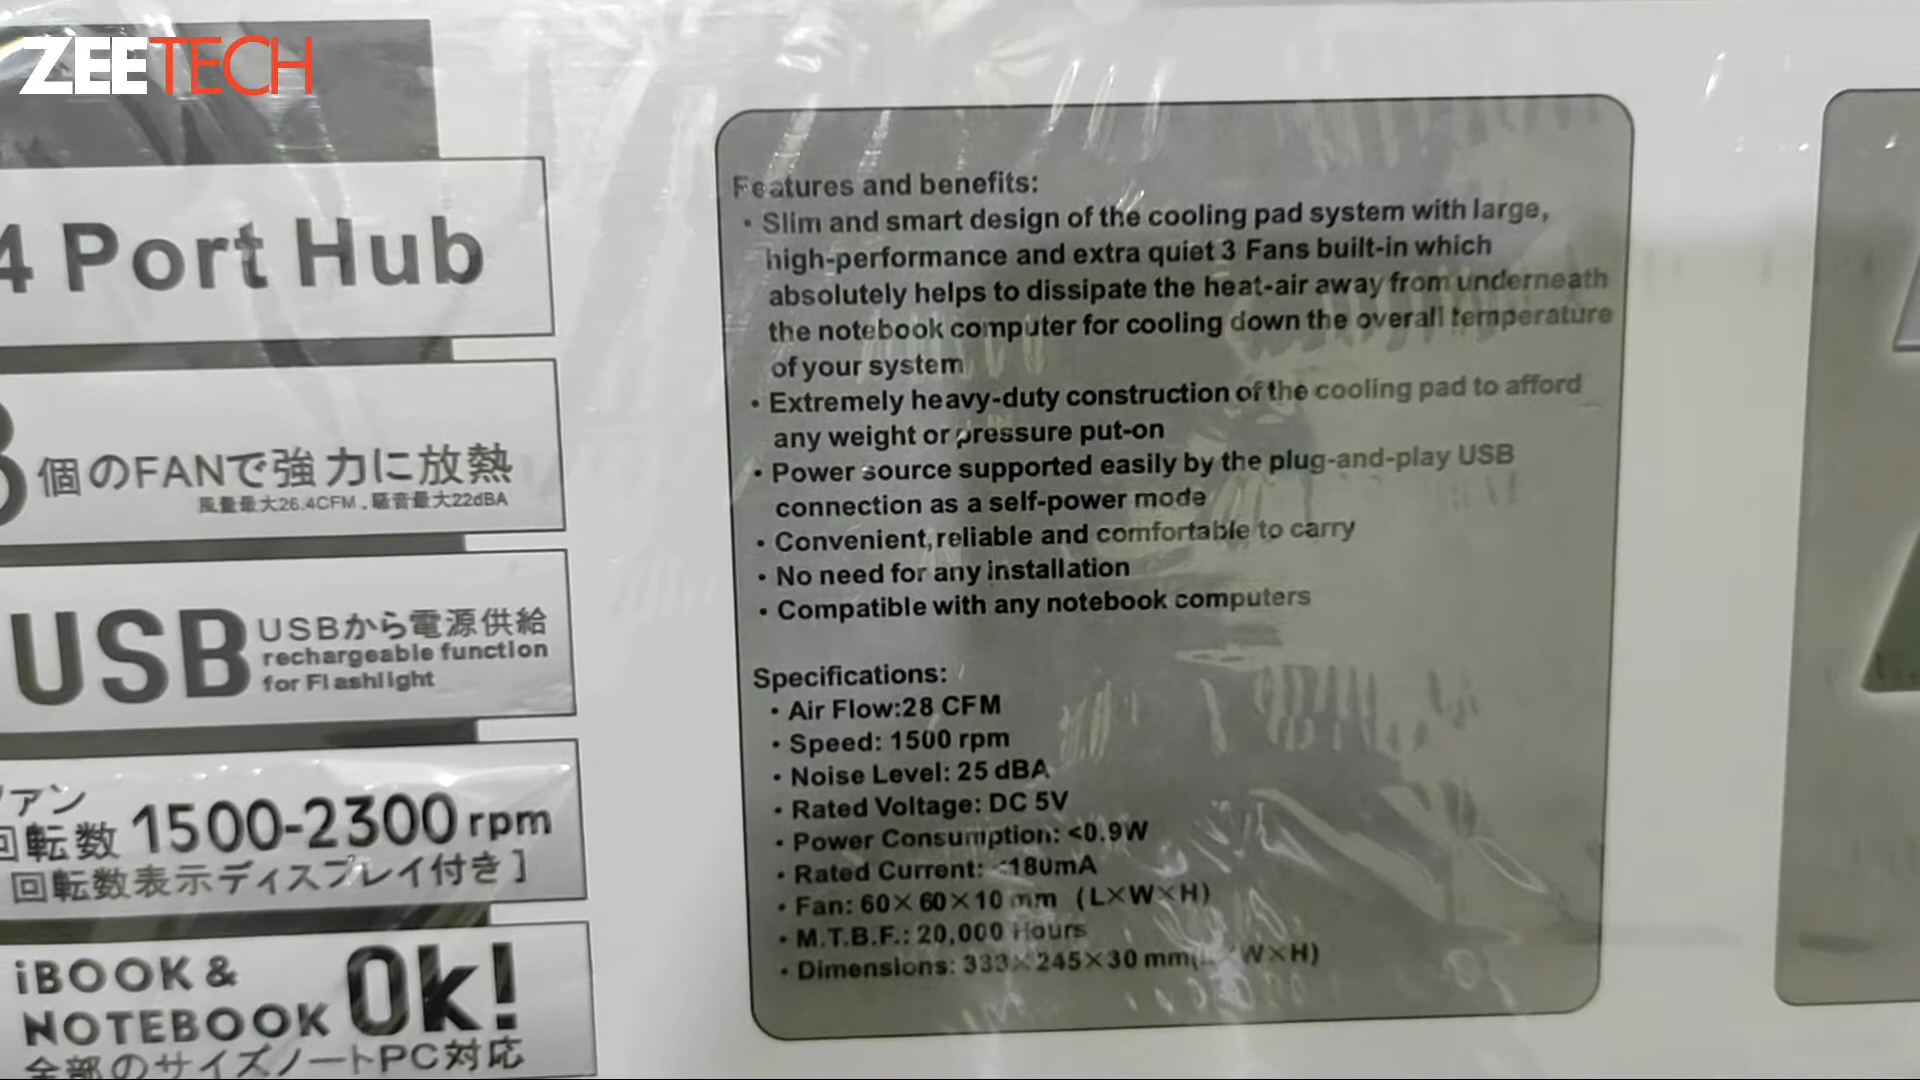 ZEETECH
4 Port Hub
個のFANで強力に放熱
風量最大26.4CFM , 騒音最大22dBA
USB
USBから電源供給
rechargeable function
for Flashlight
ファン
回転数 1500-2300 rpm
回転数表示ディスプレイ付き ]
iBOOK &
NOTEBOOK Ok!
全部のサイズノートPC対応
Features and benefits:
• Slim and smart design of the cooling pad system with large,
high-performance and extra quiet 3 Fans built-in which
absolutely helps to dissipate the heat-air away from underneath
the notebook computer for cooling down the overall temperature
of your system
• Extremely heavy-duty construction of the cooling pad to afford
any weight or pressure put-on
• Power source supported easily by the plug-and-play USB
connection as a self-power mode
• Convenient,reliable and comfortable to carry
• No need for any installation
• Compatible with any notebook computers
Specifications:
• Air Flow:28 CFM
• Speed: 1500 rpm
• Noise Level: 25 dBA
• Rated Voltage: DC 5V
• Power Consumption: <0.9W
• Rated Current: <180mA
• Fan: 60×60×10 mm (L×W×H)
• M.T.B.F.: 20,000 Hours
• Dimensions: 333×245×30 mm(L×W×H)